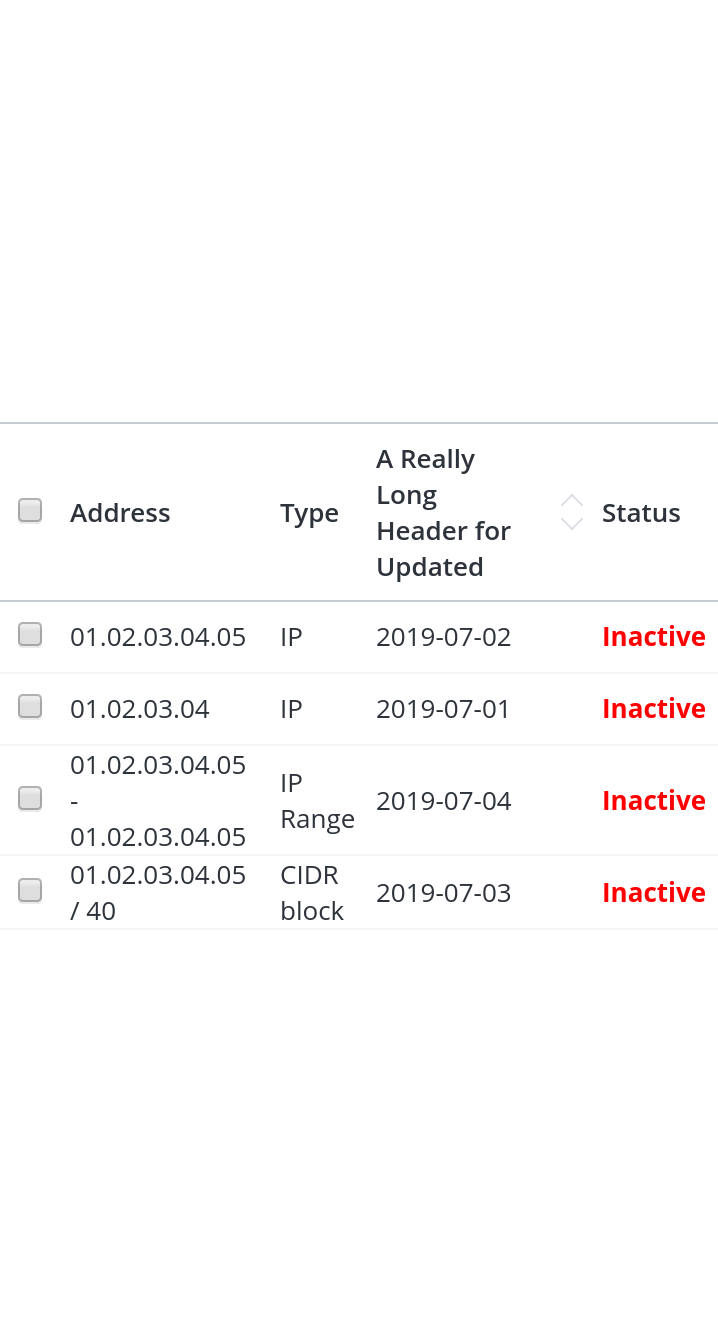 Address Type A Really Long Header for Updated Status
01.02.03.04.05 IP 2019-07-02 Inactive
01.02.03.04 IP 2019-07-01 Inactive
01.02.03.04.05 - 01.02.03.04.05 IP Range 2019-07-04 Inactive
01.02.03.04.05 / 40 CIDR block 2019-07-03 Inactive